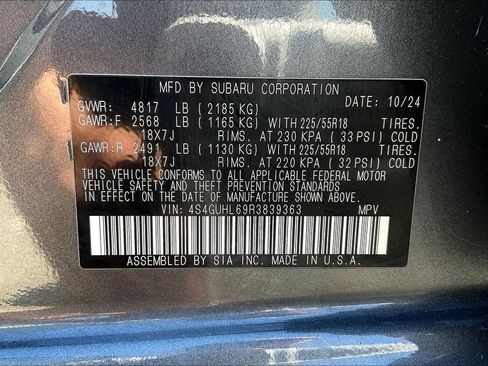 MFD BY SUBARU CORPORATION
GVWR: 4817 LB (2185 KG) DATE: 10/24
GAWR:F 2568 LB (1165 KG) WITH 225/55R18 TIRES.
18X7J RIMS. AT 230 KPA (33 PSI) COLD
GAWR:R 2491 LB (1130 KG) WITH 225/55R18 TIRES.
18X7J RIMS. AT 220 KPA (32 PSI) COLD
THIS VEHICLE CONFORMS TO ALL APPLICABLE FEDERAL MOTOR
VEHICLE SAFETY AND THEFT PREVENTION STANDARDS IN EFFECT
ON THE DATE OF MANUFACTURE SHOWN ABOVE.
VIN: 4S4GUHL69R3839363 MPV
ASSEMBLED BY SIA INC. MADE IN U.S.A.